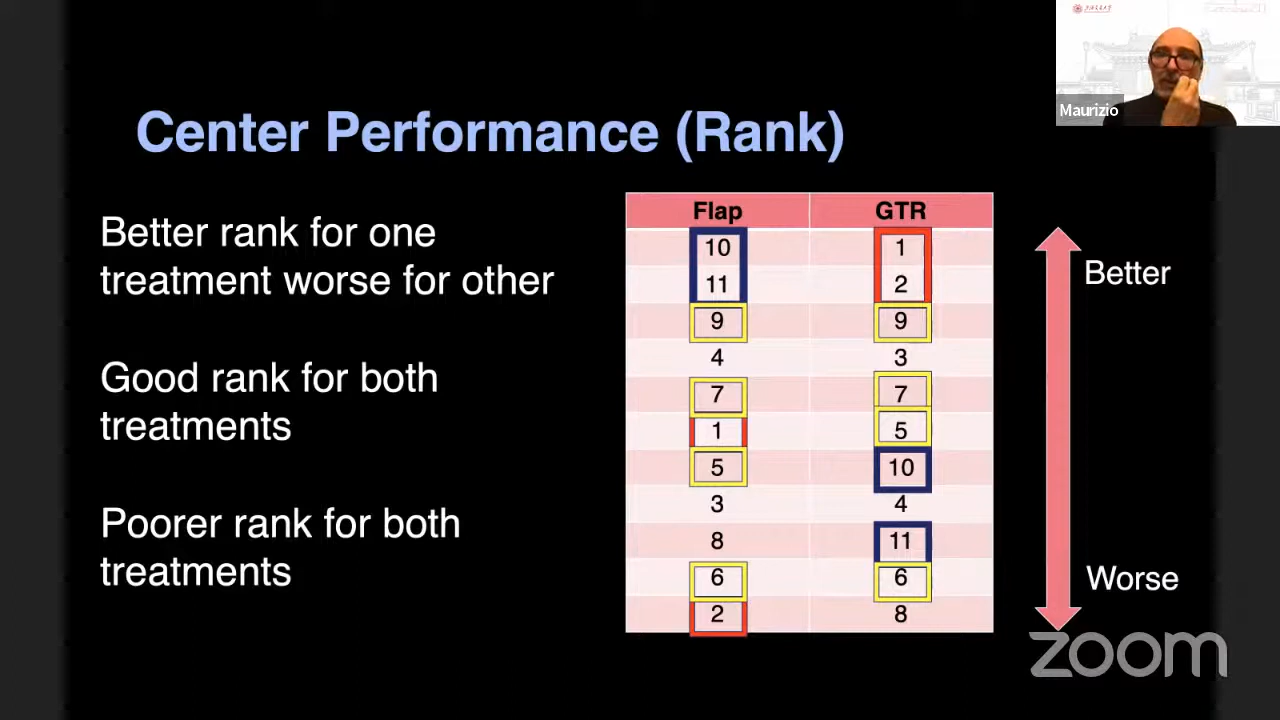 Maurizio
Center Performance (Rank)
Better rank for one
treatment worse for other
Good rank for both
treatments
Poorer rank for both
treatments
Flap GTR
10 1
11 2
9 9
4 3
7 7
1 5
5 10
3 4
8 11
6 6
2 8
Better
Worse
zoom